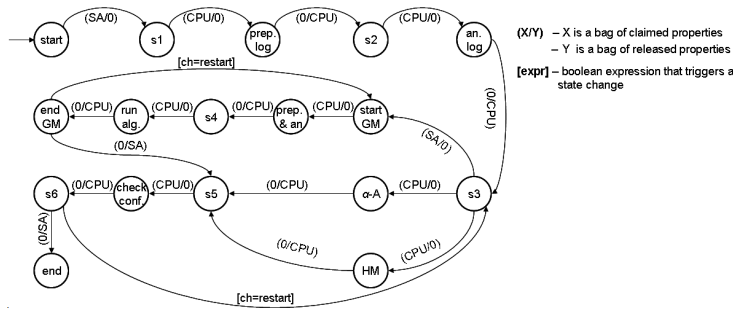 (SA/0)
(CPU/0)
(0/CPU)
(CPU/0)
start
s1
prep.
log
s2
an.
log
(X/Y) – X is a bag of claimed properties
– Y is a bag of released properties
[expr] – boolean expression that triggers a
state change
[ch=restart]
(0/CPU)
end
GM
(0/CPU)
run
alg.
(CPU/0)
s4
(0/CPU)
prep.
& an
(CPU/0)
start
GM
(SA/0)
(0/SA)
s6
(0/CPU)
check
conf.
(CPU/0)
s5
(0/CPU)
α-A
(CPU/0)
s3
(0/SA)
(0/CPU)
(CPU/0)
end
HM
[ch=restart]